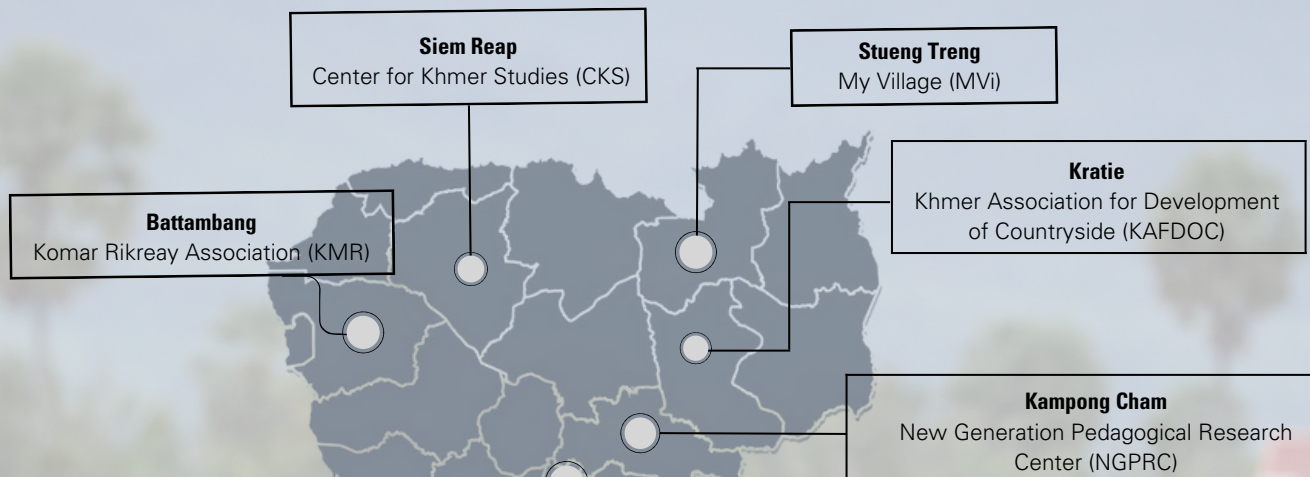 Siem Reap
Center for Khmer Studies (CKS)
Stueng Treng
My Village (MVi)
Kratie
Khmer Association for Development
of Countryside (KAFDOC)
Battambang
Komar Rikreay Association (KMR)
Kampong Cham
New Generation Pedagogical Research
Center (NGPRC)